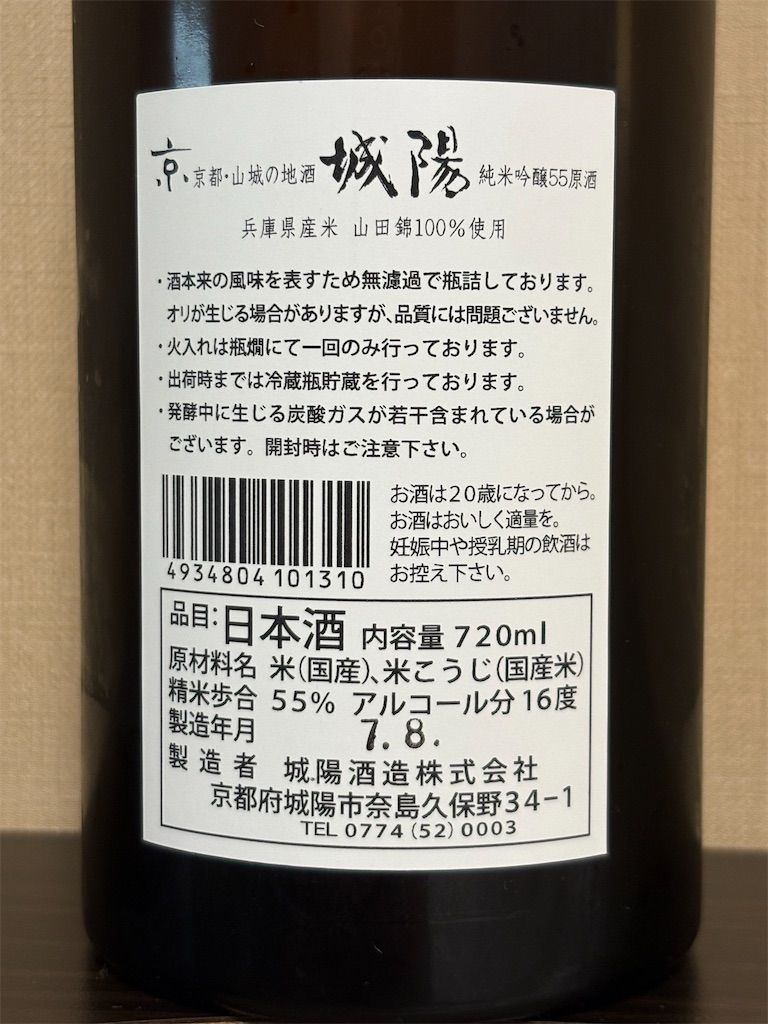 京 京都・山城の地酒 城陽 純米吟醸55原酒
兵庫県産米 山田錦100%使用
・酒本来の風味を表すため無濾過で瓶詰しております。
オリが生じる場合がありますが、品質には問題ございません。
・火入れは瓶燗にて一回のみ行っております。
・出荷時までは冷蔵瓶貯蔵を行っております。
・発酵中に生じる炭酸ガスが若干含まれている場合が
ございます。開封時はご注意下さい。
お酒は20歳になってから。
お酒はおいしく適量を。
妊娠中や授乳期の飲酒は
お控え下さい。
4934804101310
品目:日本酒 内容量 720ml
原材料名 米(国産)、米こうじ(国産米)
精米歩合 55% アルコール分16度
製造年月 7.8.
製造者 城陽酒造株式会社
京都府城陽市奈島久保野34-1
TEL 0774(52)0003